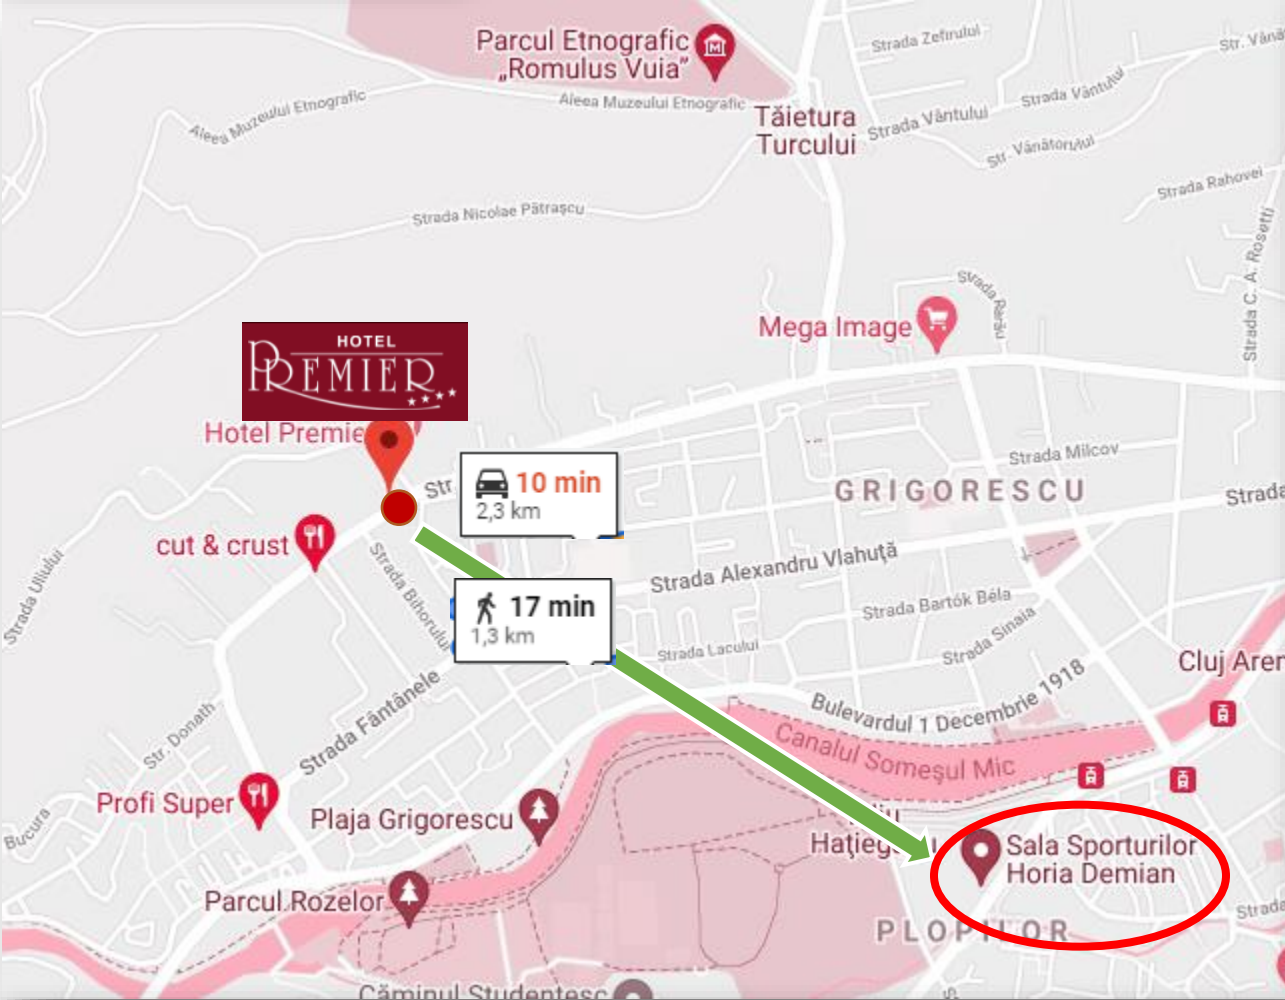 Parcul Etnografic
„Romulus Vuia”
Strada Zefirului
Str. Vână
Aleea Muzeului Etnografic
Aleea Muzeului Etnografic
Tăietura
Turcului
Strada Vântului
Strada Vântului
Str. Vânătorului
Strada Rahovei
Strada Nicolae Pătrașcu
Strada C. A. Rosetti
Strada Rarău
Mega Image
HOTEL
PREMIER
Hotel Premie
Str
10 min
2,3 km
GRIGORESCU
Strada Milcov
Strada
cut & crust
Strada Uliului
Strada Bihorului
17 min
1,3 km
Strada Alexandru Vlahuță
Strada Bartók Béla
Strada Sinaia
Strada Lacului
Cluj Aren
Str. Donath
Strada Fântânele
Bulevardul 1 Decembrie 1918
Canalul Someșul Mic
Profi Super
Plaja Grigorescu
Bucura
Hațieg
Sala Sporturilor
Horia Demian
Parcul Rozelor
PLOPILOR
Strada
Căminul Studențesc